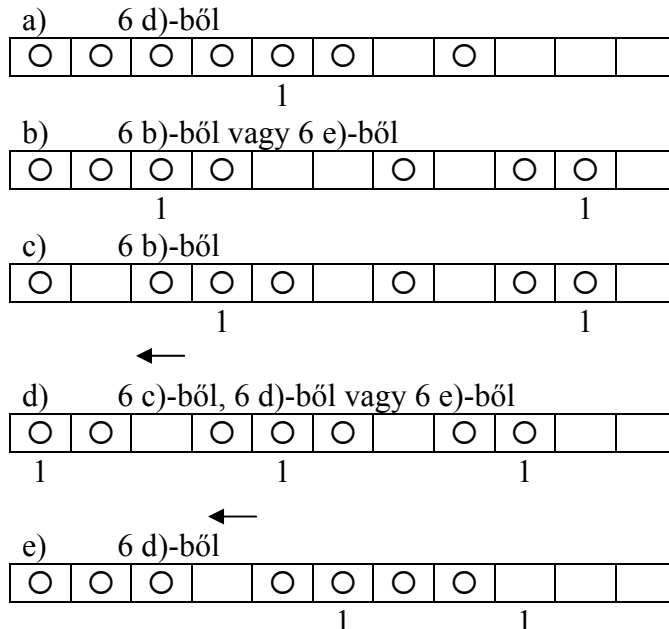 a) 6 d)-ből
1
b) 6 b)-ből vagy 6 e)-ből
1 1
c) 6 b)-ből
1 1
d) 6 c)-ből, 6 d)-ből vagy 6 e)-ből
1 1 1
e) 6 d)-ből
1 1